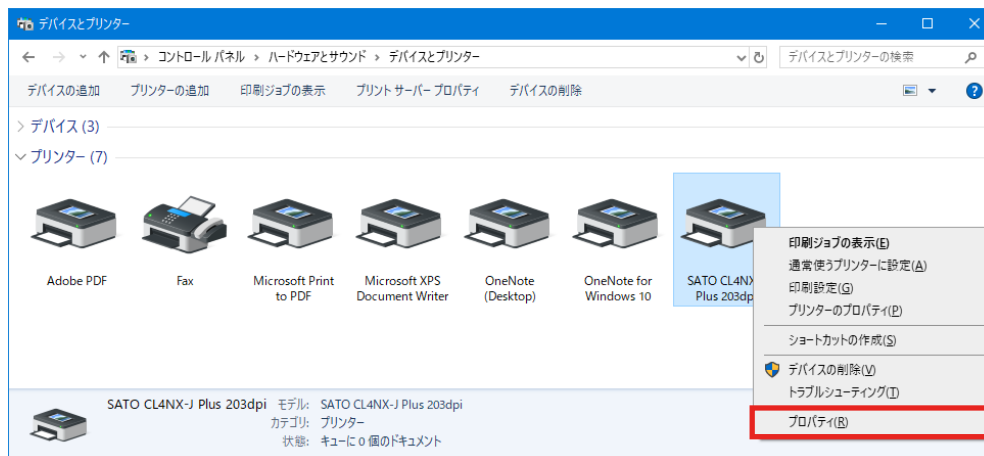 デバイスとプリンター
コントロール パネル › ハードウェアとサウンド › デバイスとプリンター
デバイスとプリンターの検索
デバイスの追加 プリンターの追加 印刷ジョブの表示 プリント サーバー プロパティ デバイスの削除
デバイス (3)
プリンター (7)
Adobe PDF
Fax
Microsoft Print
to PDF
Microsoft XPS
Document Writer
OneNote
(Desktop)
OneNote for
Windows 10
SATO CL4NX
Plus 203dp
印刷ジョブの表示(E)
通常使うプリンターに設定(A)
印刷設定(G)
プリンターのプロパティ(P)
ショートカットの作成(S)
デバイスの削除(V)
トラブルシューティング(T)
プロパティ(R)
SATO CL4NX-J Plus 203dpi モデル: SATO CL4NX-J Plus 203dpi
カテゴリ: プリンター
状態: キューに 0 個のドキュメント